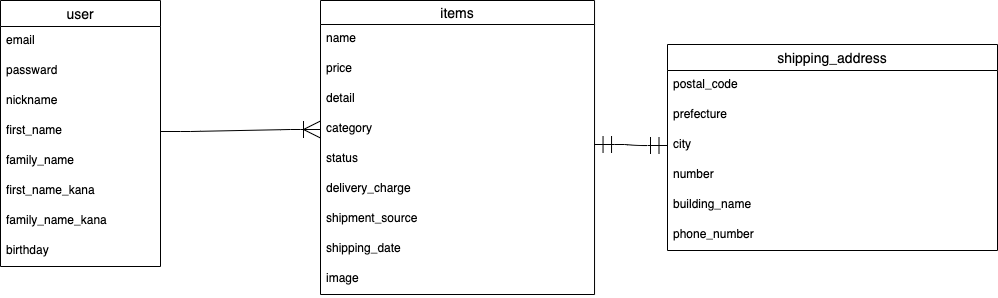 user
email
passward
nickname
first_name
family_name
first_name_kana
family_name_kana
birthday
items
name
price
detail
category
status
delivery_charge
shipment_source
shipping_date
image
shipping_address
postal_code
prefecture
city
number
building_name
phone_number